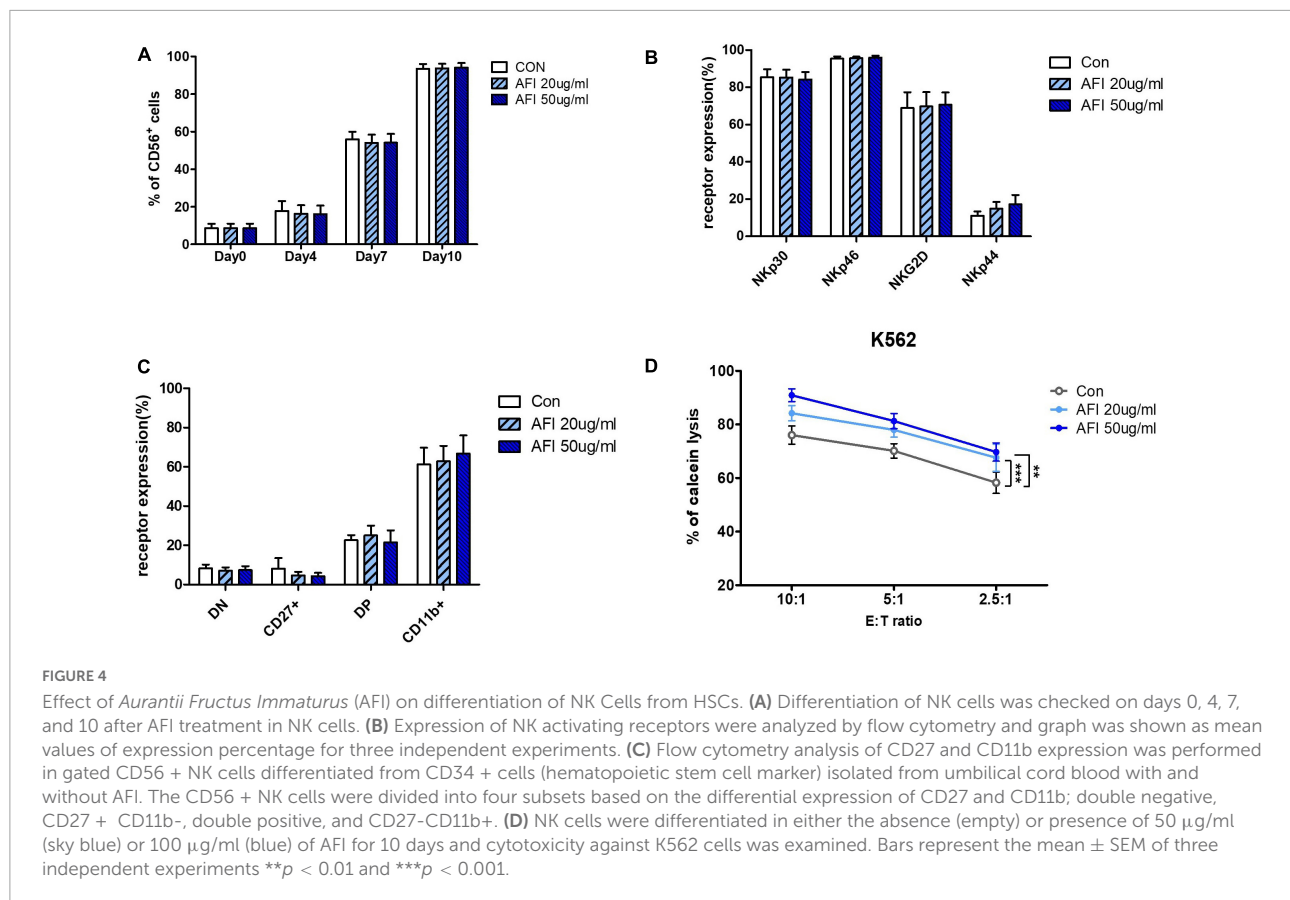 A
100
80
60
40
20
0
% of CD56+ cells
Day0 Day4 Day7 Day10
CON
AFI 20ug/ml
AFI 50ug/ml
B
100
80
60
40
20
0
receptor expression(%)
NKp30 NKp46 NKG2D NKp44
Con
AFI 20ug/ml
AFI 50ug/ml
C
100
80
60
40
20
0
receptor expression(%)
DN CD27+ DP CD11b+
Con
AFI 20ug/ml
AFI 50ug/ml
K562
D
100
80
60
40
20
% of calcein lysis
10:1 5:1 2.5:1
E:T ratio
***
**
Con
AFI 20ug/ml
AFI 50ug/ml
FIGURE 4
Effect of Aurantii Fructus Immaturus (AFI) on differentiation of NK Cells from HSCs. (A) Differentiation of NK cells was checked on days 0, 4, 7,
and 10 after AFI treatment in NK cells. (B) Expression of NK activating receptors were analyzed by flow cytometry and graph was shown as mean
values of expression percentage for three independent experiments. (C) Flow cytometry analysis of CD27 and CD11b expression was performed
in gated CD56 + NK cells differentiated from CD34 + cells (hematopoietic stem cell marker) isolated from umbilical cord blood with and
without AFI. The CD56 + NK cells were divided into four subsets based on the differential expression of CD27 and CD11b; double negative,
CD27 + CD11b-, double positive, and CD27-CD11b+. (D) NK cells were differentiated in either the absence (empty) or presence of 50 μg/ml
(sky blue) or 100 μg/ml (blue) of AFI for 10 days and cytotoxicity against K562 cells was examined. Bars represent the mean ± SEM of three
independent experiments **p < 0.01 and ***p < 0.001.